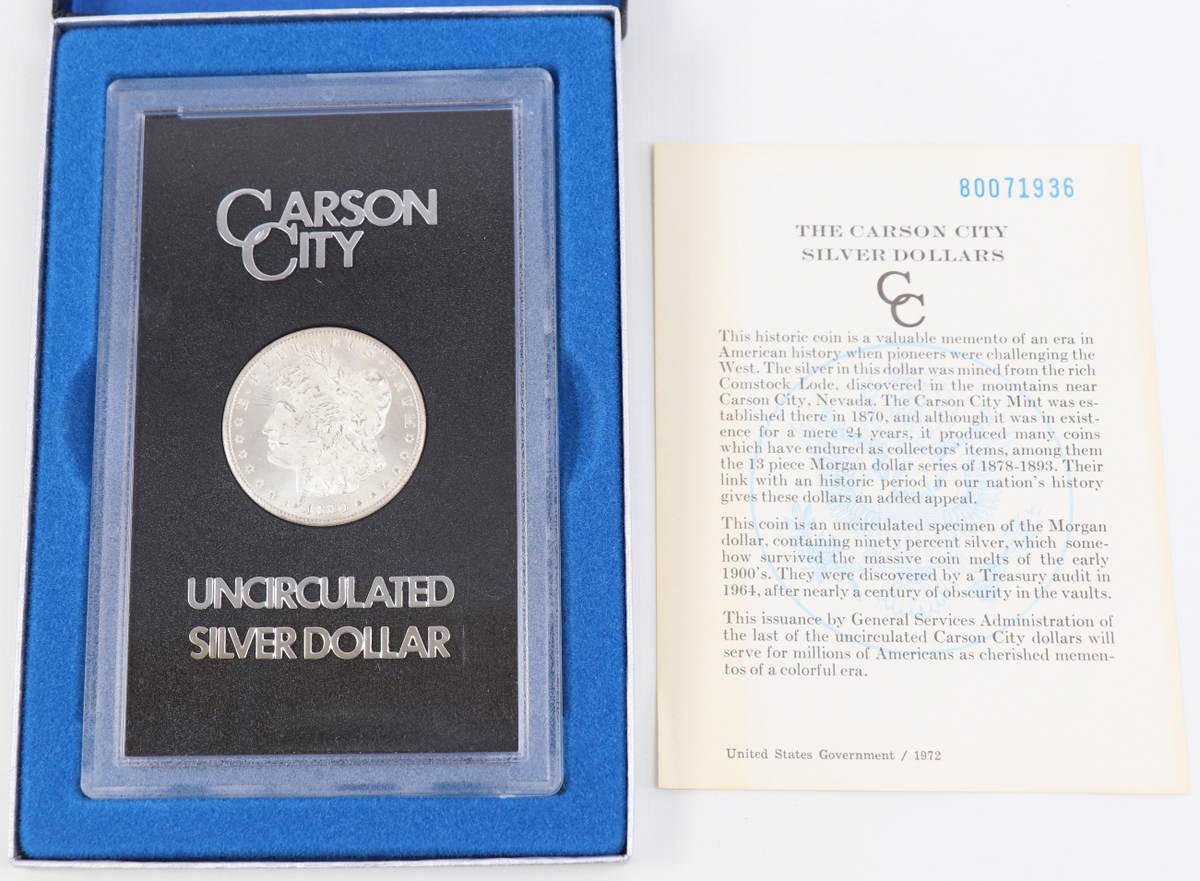 CARSON
CITY
UNCIRCULATED
SILVER DOLLAR
80071936
THE CARSON CITY
SILVER DOLLARS
CC
This historic coin is a valuable memento of an era in
American history when pioneers were challenging the
West. The silver in this dollar was mined from the rich
Comstock Lode, discovered in the mountains near
Carson City, Nevada. The Carson City Mint was es-
tablished there in 1870, and although it was in exist-
ence for a mere 24 years, it produced many coins
which have endured as collectors' items, among them
the 13 piece Morgan dollar series of 1878-1893. Their
link with an historic period in our nation's history
gives these dollars an added appeal.
This coin is an uncirculated specimen of the Morgan
dollar, containing ninety percent silver, which some-
how survived the massive coin melts of the early
1900's. They were discovered by a Treasury audit in
1964, after nearly a century of obscurity in the vaults.
This issuance by General Services Administration of
the last of the uncirculated Carson City dollars will
serve for millions of Americans as cherished memen-
tos of a colorful era.
United States Government / 1972